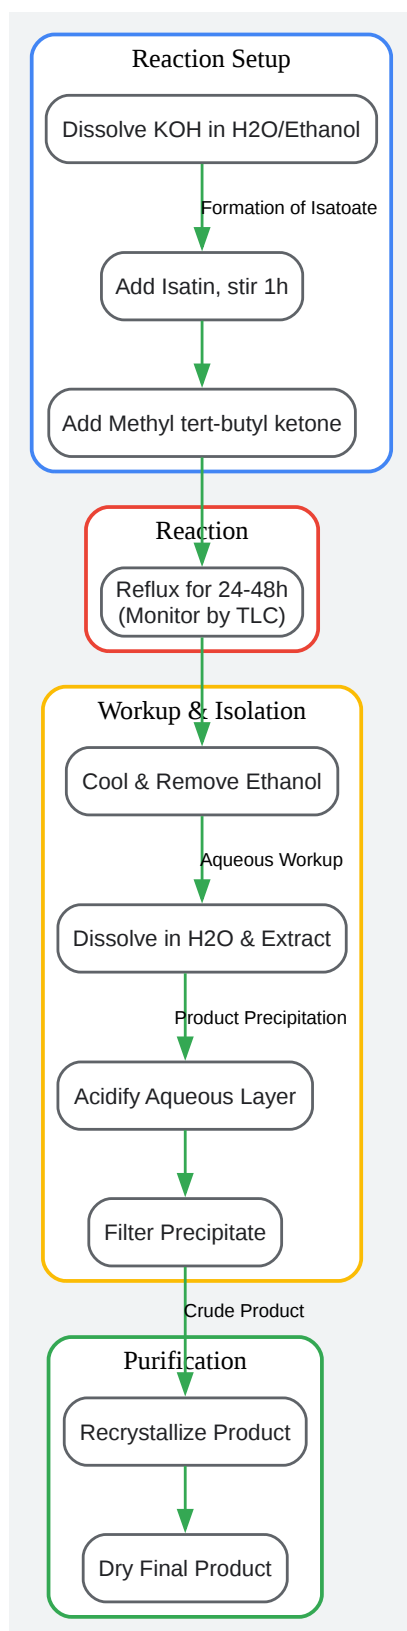 Reaction Setup
Dissolve KOH in H2O/Ethanol
Formation of Isatoate
Add Isatin, stir 1h
Add Methyl tert-butyl ketone
Reaction
Reflux for 24-48h
(Monitor by TLC)
Workup & Isolation
Cool & Remove Ethanol
Aqueous Workup
Dissolve in H2O & Extract
Product Precipitation
Acidify Aqueous Layer
Filter Precipitate
Crude Product
Purification
Recrystallize Product
Dry Final Product